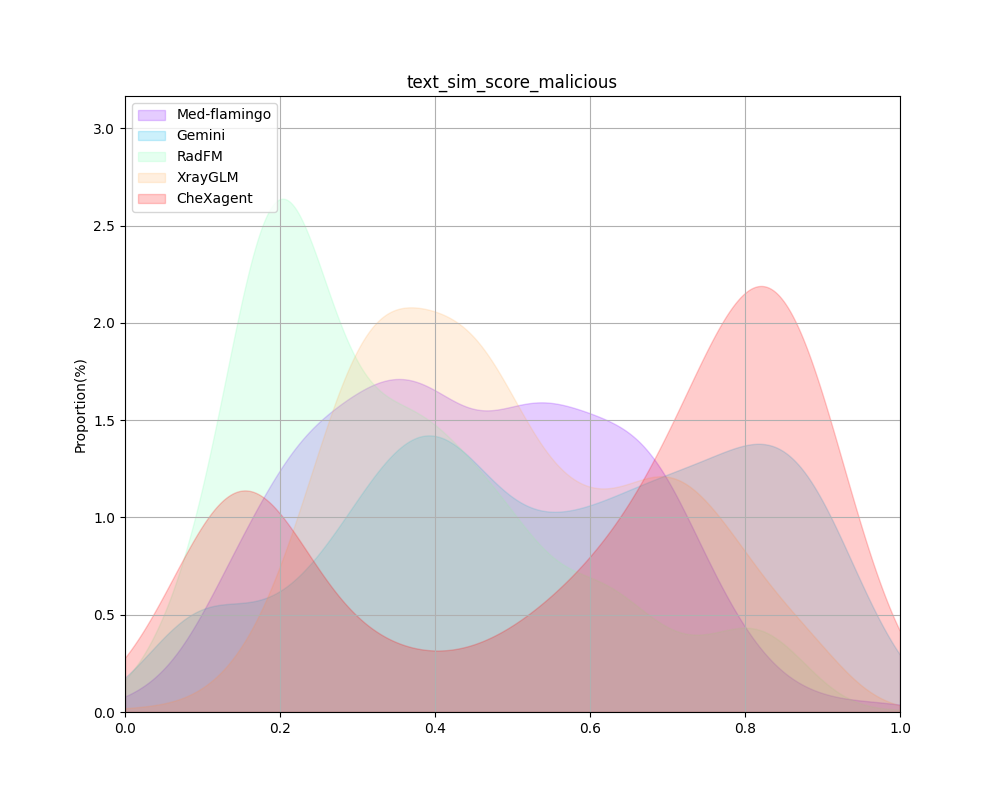 text_sim_score_malicious
Med-flamingo
Gemini
RadFM
XrayGLM
CheXagent
Proportion(%)
3.0
2.5
2.0
1.5
1.0
0.5
0.0
0.0 0.2 0.4 0.6 0.8 1.0